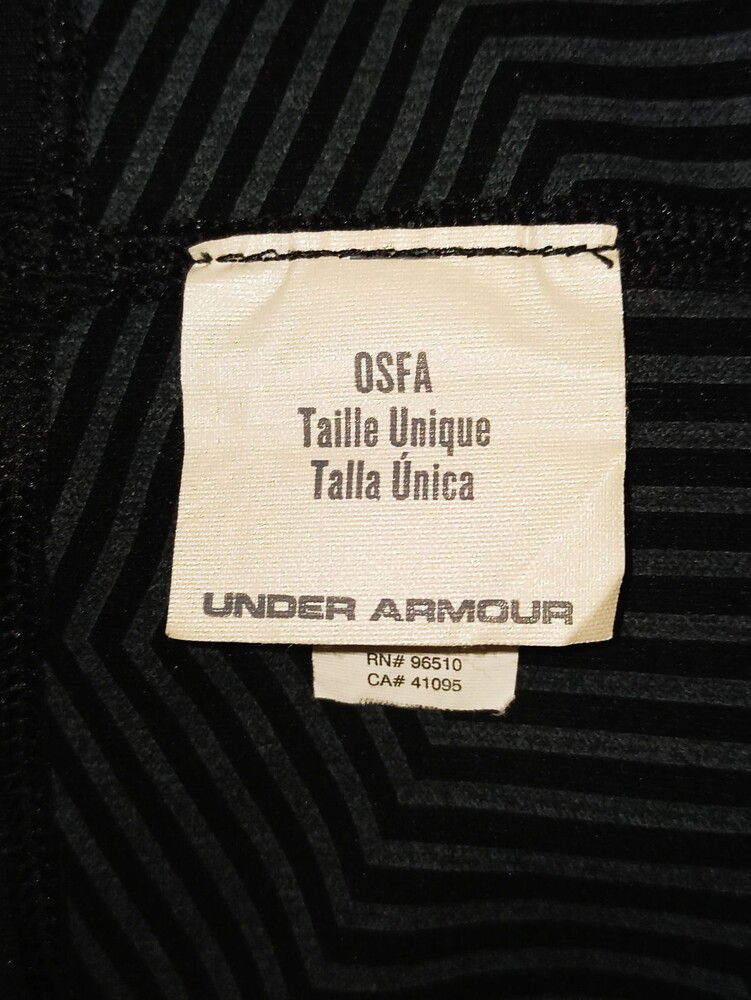 OSFA
Taille Unique
Talla Única
UNDER ARMOUR
RN# 96510
CA# 41095